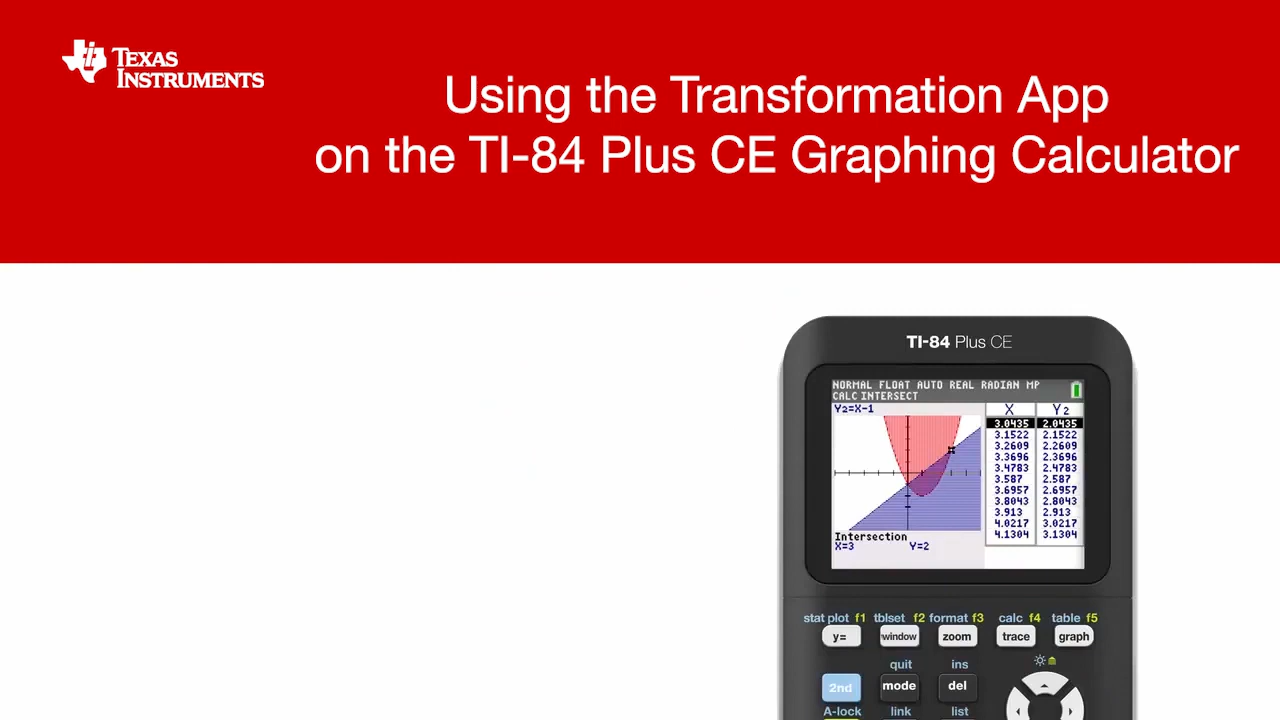 TEXAS
INSTRUMENTS
Using the Transformation App
on the TI-84 Plus CE Graphing Calculator
TI-84 Plus CE
NORMAL FLOAT AUTO REAL RADIAN MP
CALC INTERSECT
Y2=X-1
X Y2
3.0435 2.0435
3.1522 2.1522
3.2609 2.2609
3.3696 2.3696
3.4783 2.4783
3.587 2.587
3.6957 2.6957
3.8043 2.8043
3.913 2.913
4.0217 3.0217
4.1304 3.1304
Intersection
X=3 Y=2
stat plot f1 tblset f2 format f3 calc f4 table f5
y= window zoom trace graph
quit ins
2nd mode del
A-lock link list